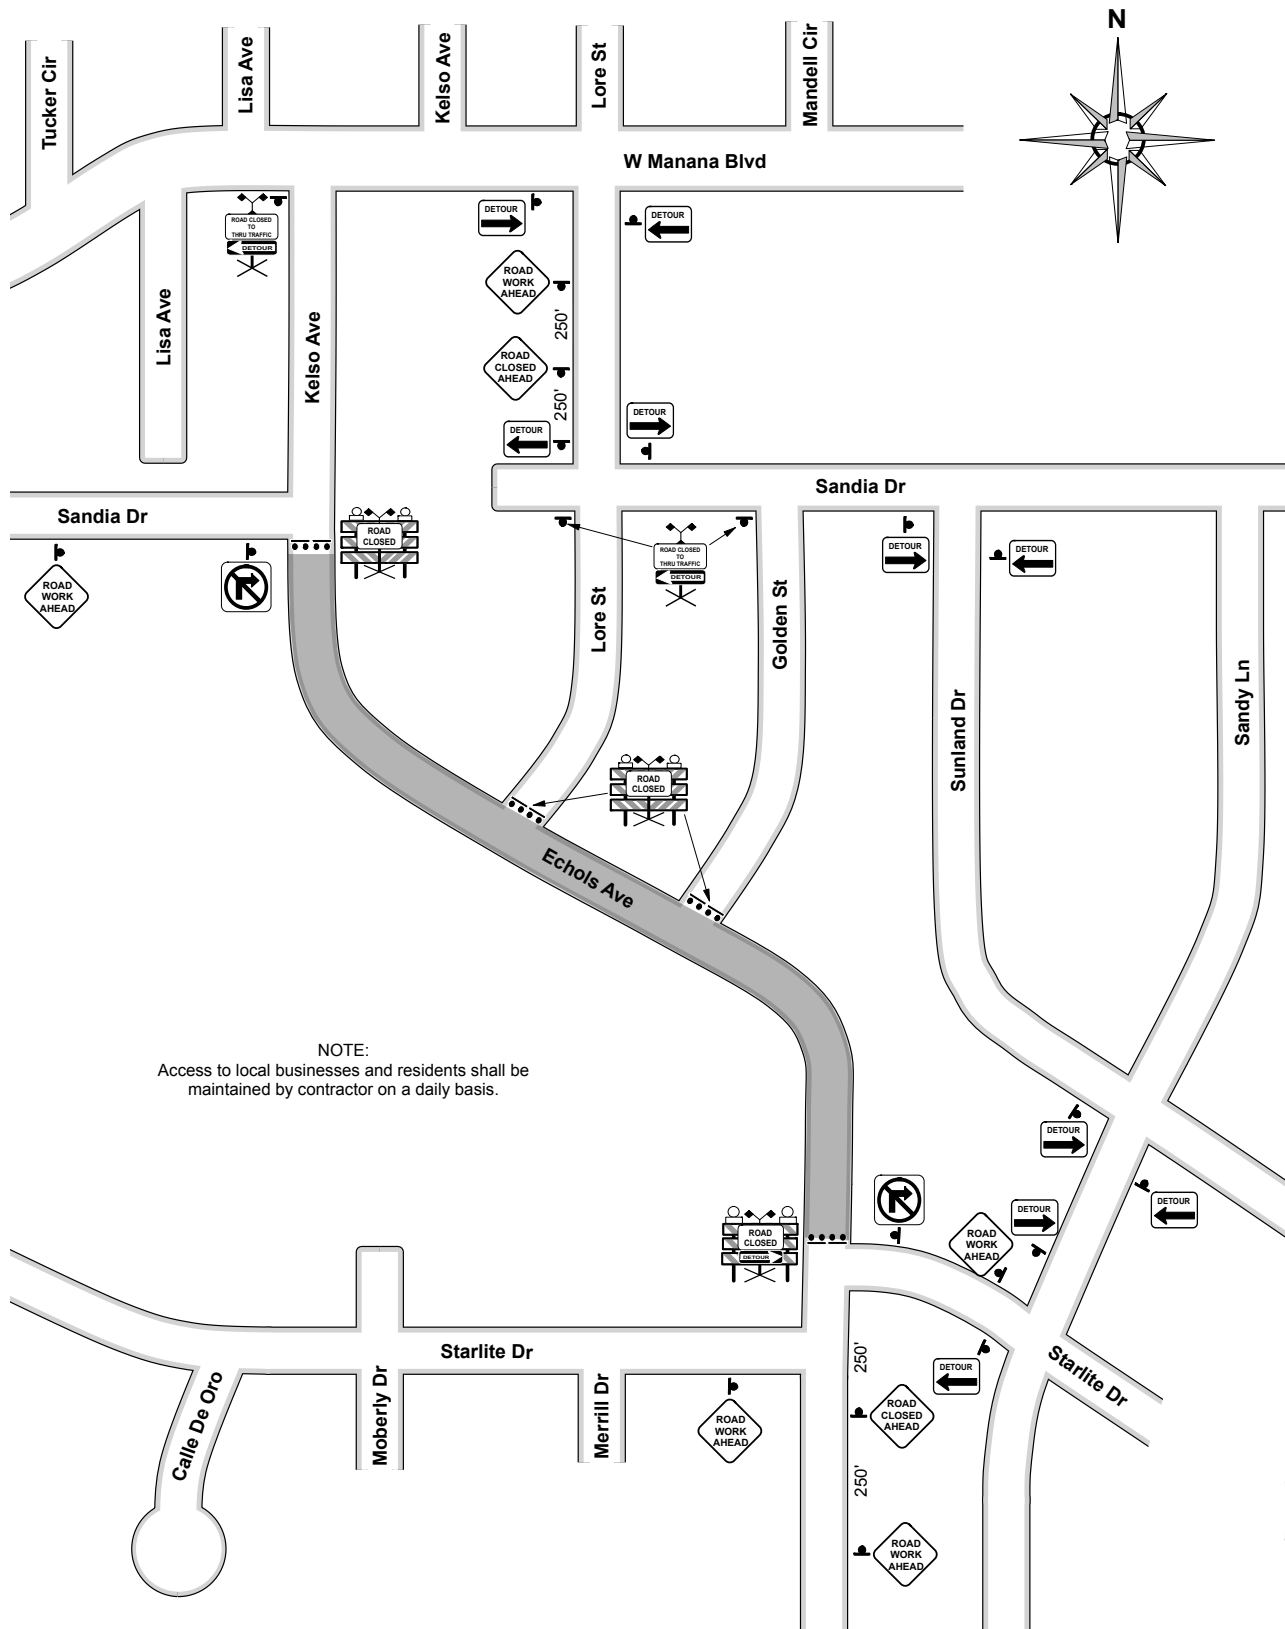 N
Tucker Cir
Lisa Ave
Kelso Ave
Lore St
Mandell Cir
W Manana Blvd
ROAD CLOSED
TO
THRU TRAFFIC
DETOUR
DETOUR
DETOUR
ROAD
WORK
AHEAD
250'
Lisa Ave
Kelso Ave
ROAD
CLOSED
AHEAD
250'
DETOUR
DETOUR
Sandia Dr
Sandia Dr
ROAD
CLOSED
ROAD CLOSED
TO
THRU TRAFFIC
DETOUR
DETOUR
DETOUR
ROAD
WORK
AHEAD
Lore St
Golden St
Sunland Dr
Sandy Ln
ROAD
CLOSED
Echols Ave
NOTE:
Access to local businesses and residents shall be
maintained by contractor on a daily basis.
DETOUR
DETOUR
DETOUR
ROAD
WORK
AHEAD
ROAD
CLOSED
DETOUR
Starlite Dr
250'
Starlite Dr
DETOUR
Calle De Oro
Moberly Dr
Merrill Dr
ROAD
WORK
AHEAD
ROAD
CLOSED
AHEAD
250'
ROAD
WORK
AHEAD